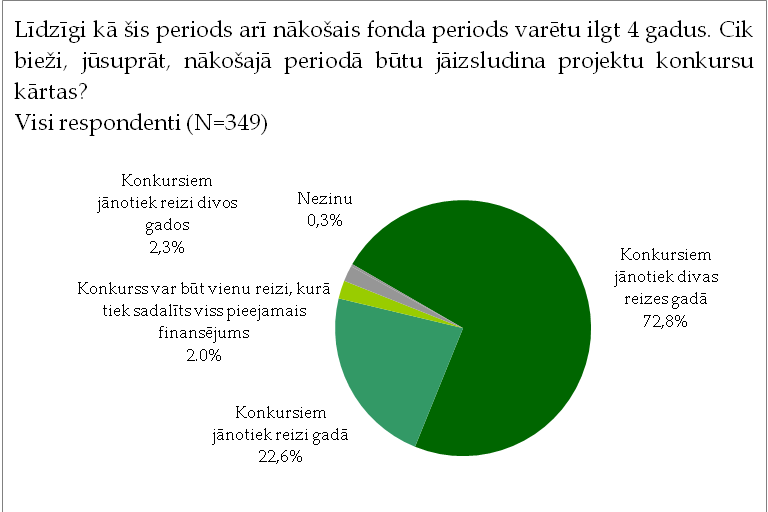 Līdzīgi kā šis periods arī nākošais fonda periods varētu ilgt 4 gadus. Cik
bieži, jūsuprāt, nākošajā periodā būtu jāizsludina projektu konkursu
kārtas?
Visi respondenti (N=349)
Konkursiem
jānotiek reizi divos
gados
2,3%
Nezinu
0,3%
Konkursiem
jānotiek divas
reizes gadā
72,8%
Konkurss var būt vienu reizi, kurā
tiek sadalīts viss pieejamais
finansējums
2.0%
Konkursiem
jānotiek reizi gadā
22,6%